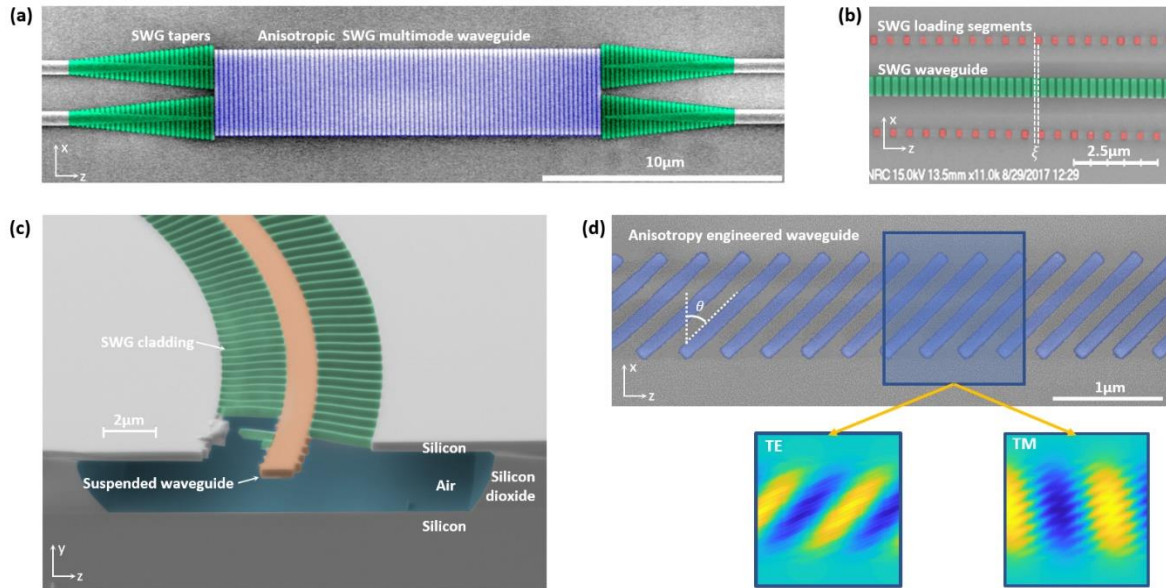 (a)
SWG tapers
Anisotropic SWG multimode waveguide
10μm
x
z
(b)
SWG loading segments
SWG waveguide
x
z
ξ
2.5μm
NRC 15.0kV 13.5mm x11.0k 8/29/2017 12:29
(c)
SWG cladding
2μm
Suspended waveguide
Silicon
Air
Silicon
dioxide
Silicon
y
z
(d)
Anisotropy engineered waveguide
θ
x
z
1μm
TE
TM